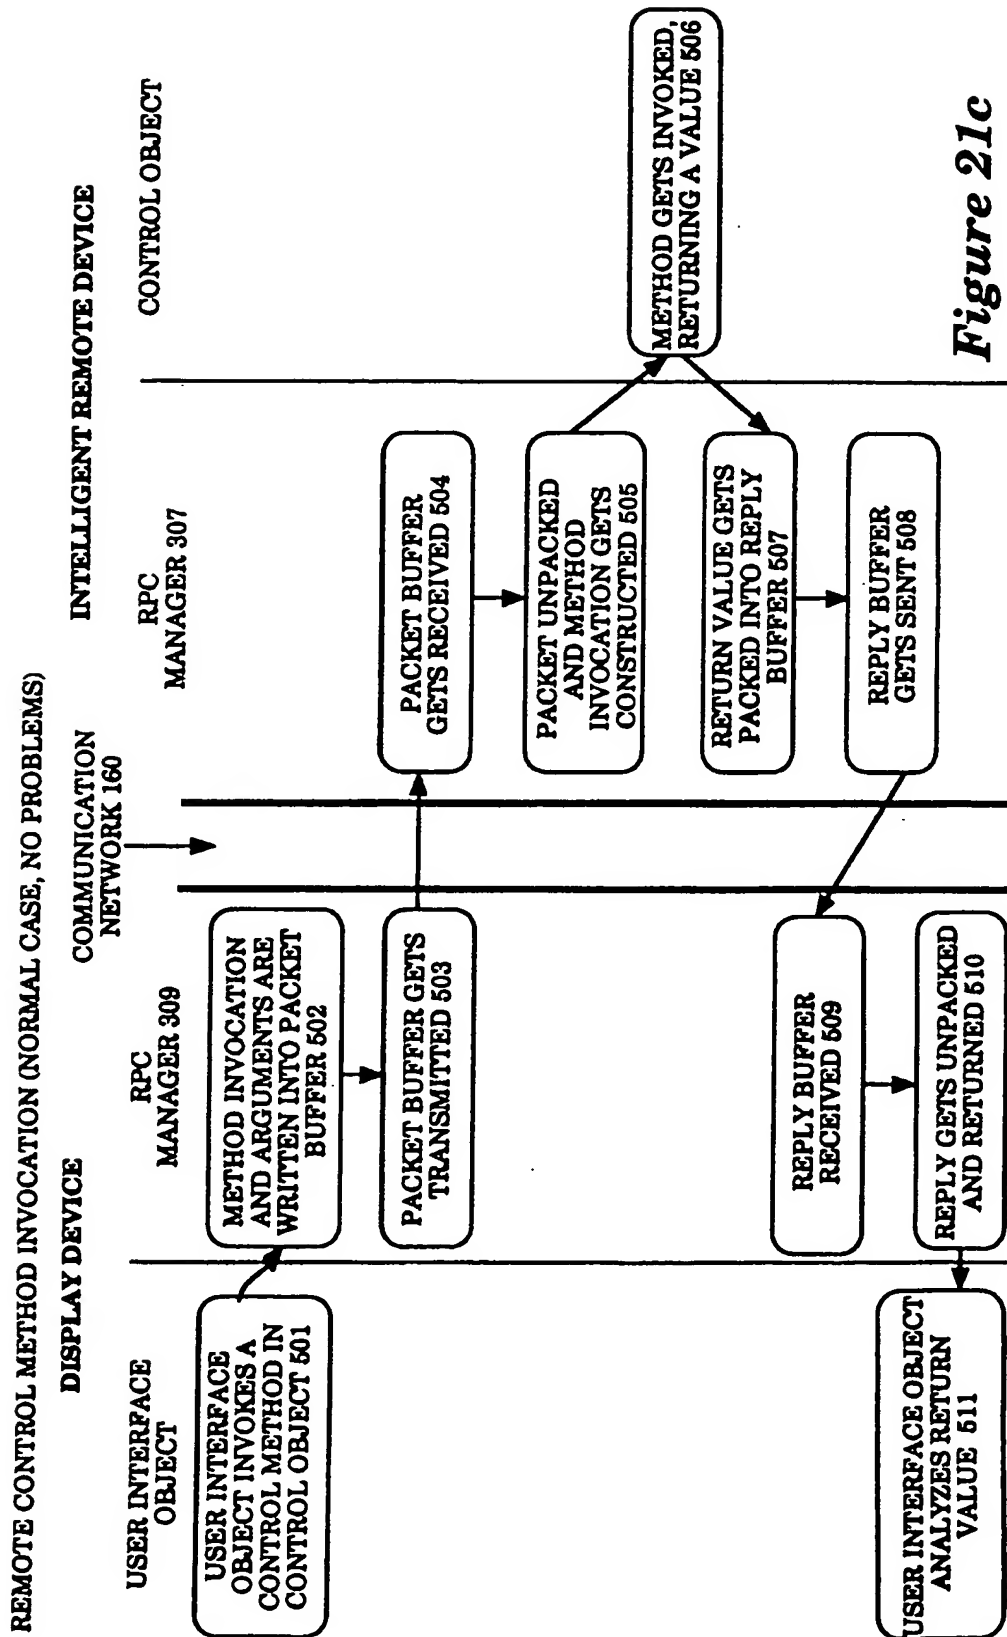 REMOTE CONTROL METHOD INVOCATION (NORMAL CASE, NO PROBLEMS)
DISPLAY DEVICE
INTELLIGENT REMOTE DEVICE
USER INTERFACE
OBJECT
RPC
MANAGER 309
COMMUNICATION
NETWORK 160
RPC
MANAGER 307
CONTROL OBJECT
USER INTERFACE
OBJECT INVOKES A
CONTROL METHOD IN
CONTROL OBJECT 501
METHOD INVOCATION
AND ARGUMENTS ARE
WRITTEN INTO PACKET
BUFFER 502
PACKET BUFFER GETS
TRANSMITTED 503
PACKET BUFFER
GETS RECEIVED 504
PACKET UNPACKED
AND METHOD
INVOCATION GETS
CONSTRUCTED 505
METHOD GETS INVOKED,
RETURNING A VALUE 506
RETURN VALUE GETS
PACKED INTO REPLY
BUFFER 507
REPLY BUFFER
GETS SENT 508
REPLY BUFFER
RECEIVED 509
REPLY GETS UNPACKED
AND RETURNED 510
USER INTERFACE OBJECT
ANALYZES RETURN
VALUE 511
Figure 21c